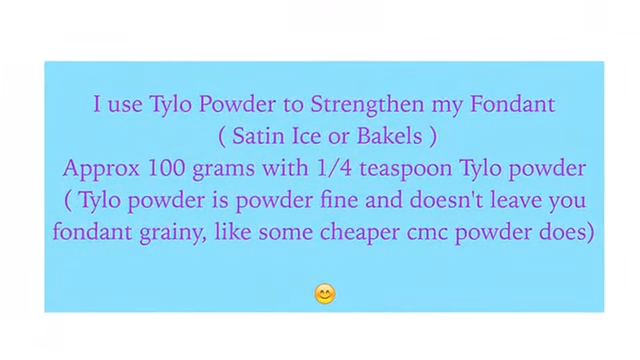 I use Tylo Powder to Strengthen my Fondant
( Satin Ice or Bakels )
Approx 100 grams with 1/4 teaspoon Tylo powder
( Tylo powder is powder fine and doesn't leave you
fondant grainy, like some cheaper cmc powder does)
😊